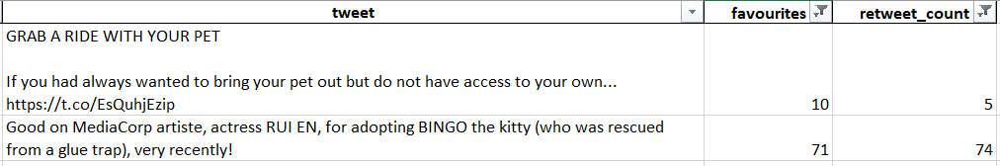 tweet favourites retweet_count
GRAB A RIDE WITH YOUR PET
If you had always wanted to bring your pet out but do not have access to your own...
https://t.co/EsQuhjEzip 10 5
Good on MediaCorp artiste, actress RUI EN, for adopting BINGO the kitty (who was rescued
from a glue trap), very recently! 71 74